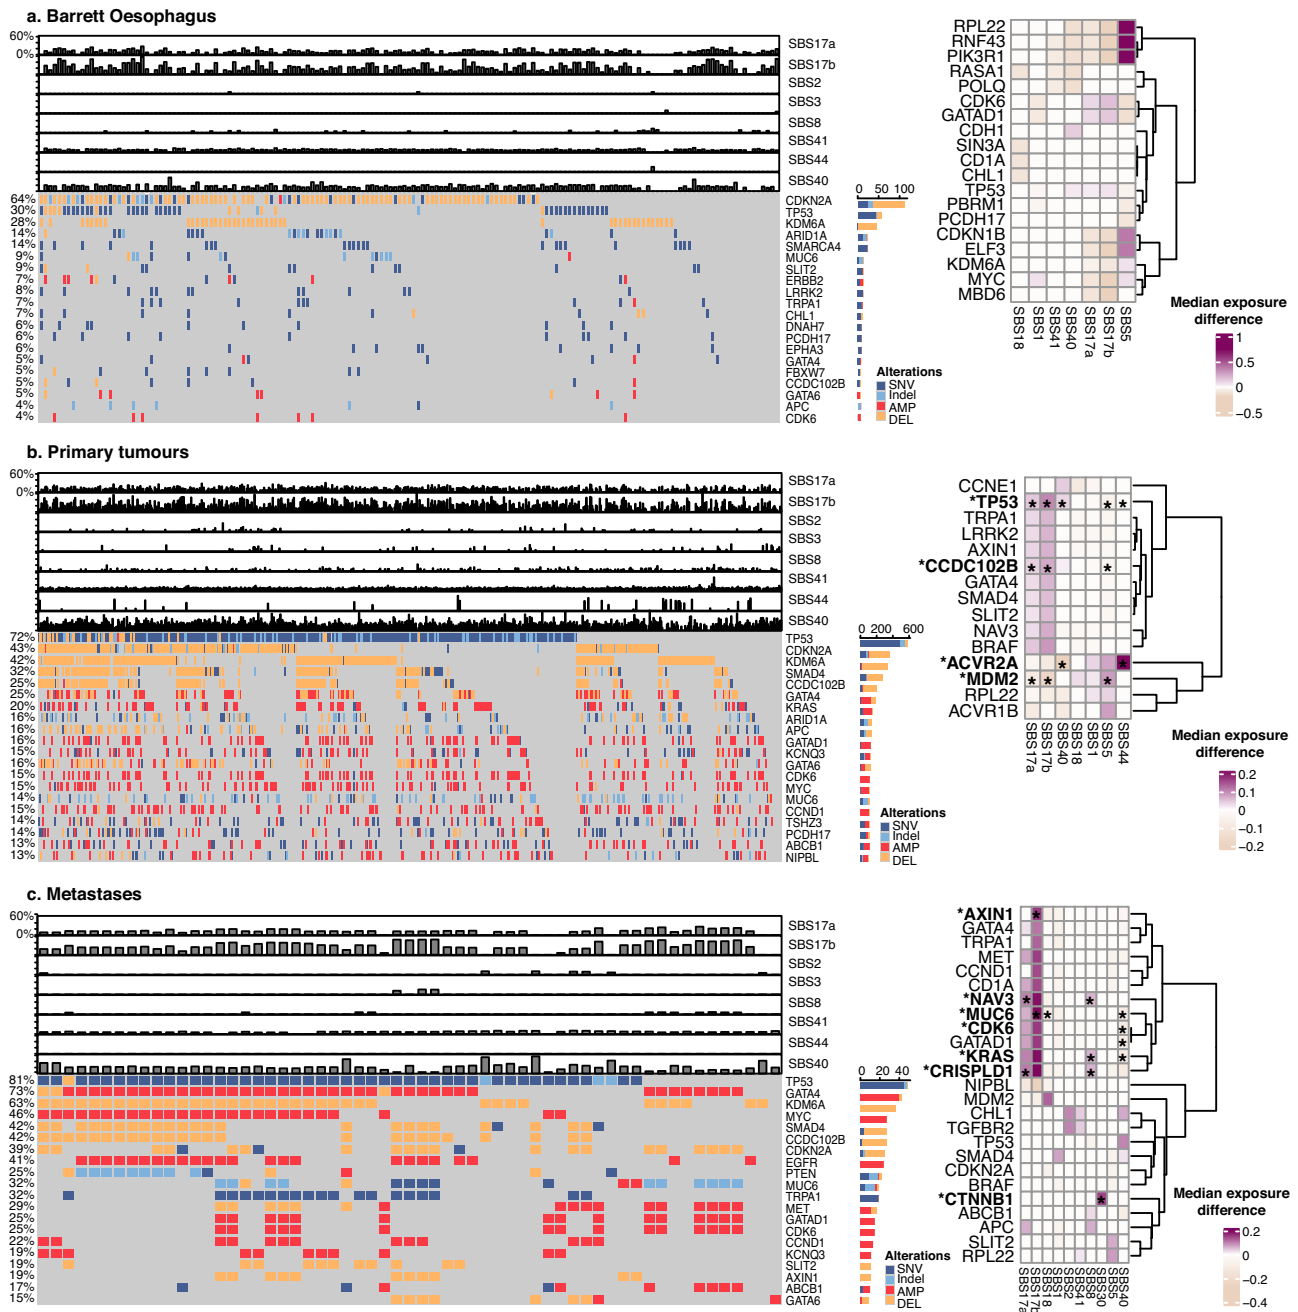 a. Barrett Oesophagus
60%
0%
SBS17a
SBS17b
SBS2
SBS3
SBS8
SBS41
SBS44
SBS40
64% CDKN2A
30% TP53
28% KDM6A
14% ARID1A
14% SMARCA4
9% MUC6
9% SLIT2
7% ERBB2
8% LRRK2
7% TRPA1
7% CHL1
6% DNAH7
6% PCDH17
6% EPHA3
5% GATA4
5% FBXW7
5% CCDC102B
5% GATA6
4% APC
4% CDK6
0 50 100
Alterations
SNV
Indel
AMP
DEL
RPL22
RNF43
PIK3R1
RASA1
POLQ
CDK6
GATAD1
CDH1
SIN3A
CD1A
CHL1
TP53
PBRM1
PCDH17
CDKN1B
ELF3
KDM6A
MYC
MBD6
SBS18
SBS1
SBS41
SBS40
SBS17a
SBS17b
SBS5
Median exposure
difference
1
0.5
0
−0.5
b. Primary tumours
60%
0%
SBS17a
SBS17b
SBS2
SBS3
SBS8
SBS41
SBS44
SBS40
72% TP53
43% CDKN2A
42% KDM6A
32% SMAD4
25% CCDC102B
25% GATA4
20% KRAS
16% ARID1A
16% APC
16% GATAD1
15% KCNQ3
16% GATA6
15% CDK6
15% MYC
14% MUC6
15% CCND1
14% TSHZ3
14% PCDH17
13% ABCB1
13% NIPBL
0 200 600
Alterations
SNV
Indel
AMP
DEL
CCNE1
*TP53 * * * * *
TRPA1
LRRK2
AXIN1
*CCDC102B * * *
GATA4
SMAD4
SLIT2
NAV3
BRAF
*ACVR2A * *
*MDM2 * * *
RPL22
ACVR1B
SBS17a
SBS17b
SBS40
SBS18
SBS1
SBS5
SBS44
Median exposure
difference
0.2
0.1
0
−0.1
−0.2
c. Metastases
60%
0%
SBS17a
SBS17b
SBS2
SBS3
SBS8
SBS41
SBS44
SBS40
81% TP53
73% GATA4
63% KDM6A
46% MYC
42% SMAD4
42% CCDC102B
39% CDKN2A
41% EGFR
25% PTEN
32% MUC6
32% TRPA1
29% MET
25% GATAD1
25% CDK6
22% CCND1
19% KCNQ3
19% SLIT2
19% AXIN1
17% ABCB1
15% GATA6
0 20 40
Alterations
SNV
Indel
AMP
DEL
*AXIN1 *
GATA4
TRPA1
MET
CCND1
CD1A
*NAV3 * *
*MUC6 * * *
*CDK6 *
GATAD1 *
*KRAS * *
*CRISPLD1 * *
NIPBL
MDM2
CHL1
TGFBR2
TP53
SMAD4
CDKN2A
BRAF
*CTNNB1 *
ABCB1
APC
SLIT2
RPL22
SBS17a
SBS17b
SBS18
SBS1
SBS2
SBS41
SBS8
SBS30
SBS5
SBS40
Median exposure
difference
0.2
0
−0.2
−0.4